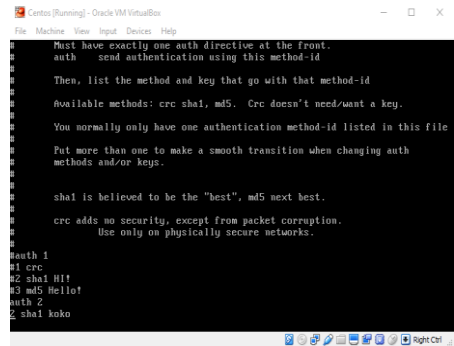 Centos [Running] - Oracle VM VirtualBox
File Machine View Input Devices Help
# Must have exactly one auth directive at the front.
# auth send authentication using this method-id
#
# Then, list the method and key that go with that method-id
#
# Available methods: crc sha1, md5. Crc doesn't need/want a key.
#
# You normally only have one authentication method-id listed in this file
#
# Put more than one to make a smooth transition when changing auth
# methods and/or keys.
#
#
# sha1 is believed to be the "best", md5 next best.
#
# crc adds no security, except from packet corruption.
# Use only on physically secure networks.
#
#auth 1
#1 crc
#2 sha1 HI!
#3 md5 Hello!
auth 2
2 sha1 koko
Right Ctrl